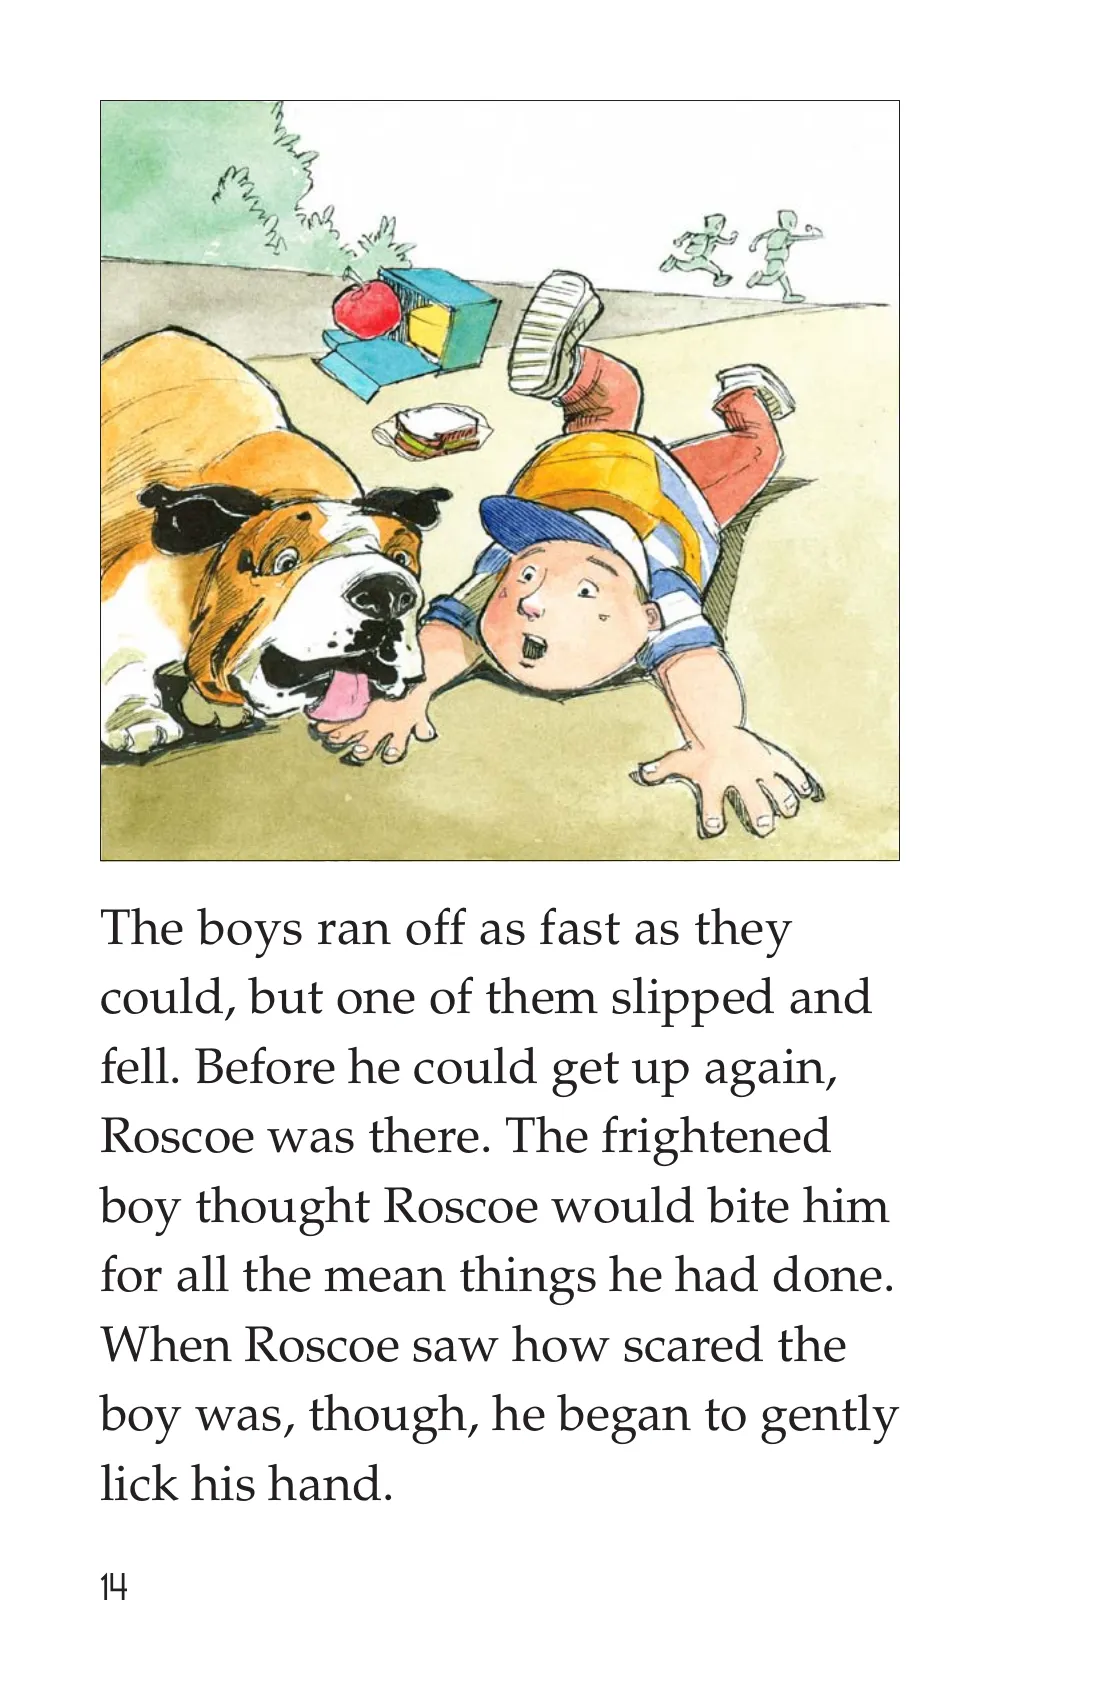 The boys ran off as fast as they
could, but one of them slipped and
fell. Before he could get up again,
Roscoe was there. The frightened
boy thought Roscoe would bite him
for all the mean things he had done.
When Roscoe saw how scared the
boy was, though, he began to gently
lick his hand.
14